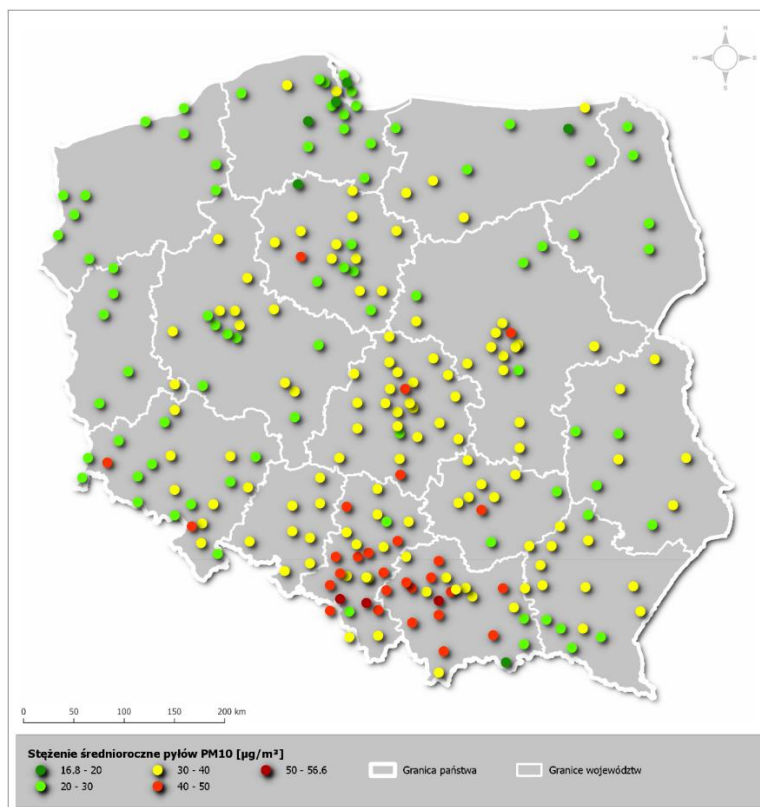 N
W
E
S
0 50 100 150 200 km
Stężenie średnioroczne pyłów PM10 [µg/m³]
16.8 - 20 30 - 40 50 - 56.6 Granica państwa Granice województw
20 - 30 40 - 50